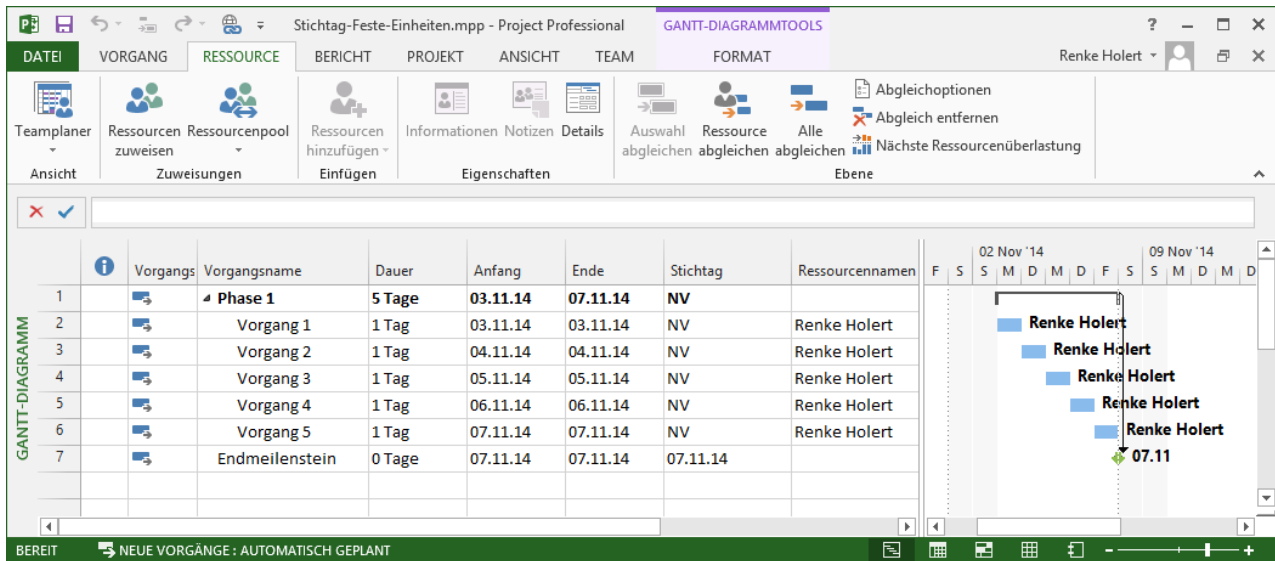 Stichtag-Feste-Einheiten.mpp - Project Professional GANTT-DIAGRAMMTOOLS ?
DATEI VORGANG RESSOURCE BERICHT PROJEKT ANSICHT TEAM FORMAT Renke Holert
Teamplaner Ressourcen zuweisen Ressourcenpool Ressourcen hinzufügen Informationen Notizen Details Auswahl abgleichen Ressource abgleichen Alle abgleichen
Abgleichoptionen
Abgleich entfernen
Nächste Ressourcenüberlastung
Ansicht Zuweisungen Einfügen Eigenschaften Ebene
02 Nov '14 09 Nov '14
Vorgangs Vorgangsname Dauer Anfang Ende Stichtag Ressourcennamen F S S M D M D F S S M D M D
1 Phase 1 5 Tage 03.11.14 07.11.14 NV
2 Vorgang 1 1 Tag 03.11.14 03.11.14 NV Renke Holert Renke Holert
3 Vorgang 2 1 Tag 04.11.14 04.11.14 NV Renke Holert Renke Holert
4 Vorgang 3 1 Tag 05.11.14 05.11.14 NV Renke Holert Renke Holert
5 Vorgang 4 1 Tag 06.11.14 06.11.14 NV Renke Holert Renke Holert
6 Vorgang 5 1 Tag 07.11.14 07.11.14 NV Renke Holert Renke Holert
7 Endmeilenstein 0 Tage 07.11.14 07.11.14 07.11.14 07.11
GANTT-DIAGRAMM
BEREIT NEUE VORGÄNGE : AUTOMATISCH GEPLANT